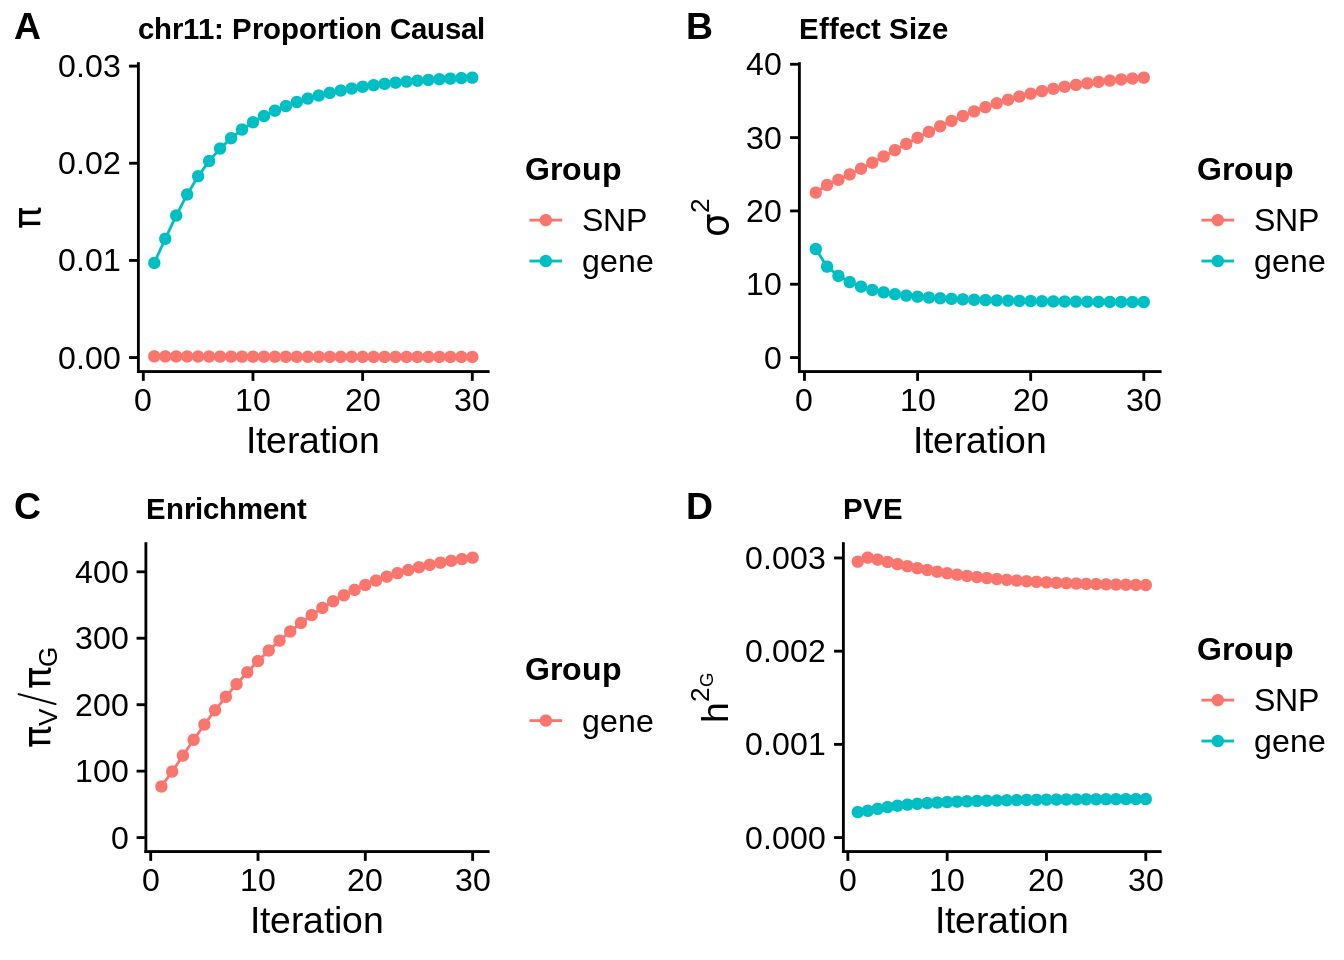 A
chr11: Proportion Causal
0.03
0.02
0.01
0.00
π
0 10 20 30
Iteration
Group
SNP
gene
B
Effect Size
40
30
20
10
0
σ²
0 10 20 30
Iteration
Group
SNP
gene
C
Enrichment
400
300
200
100
0
πV/πG
0 10 20 30
Iteration
Group
gene
D
PVE
0.003
0.002
0.001
0.000
h²G
0 10 20 30
Iteration
Group
SNP
gene